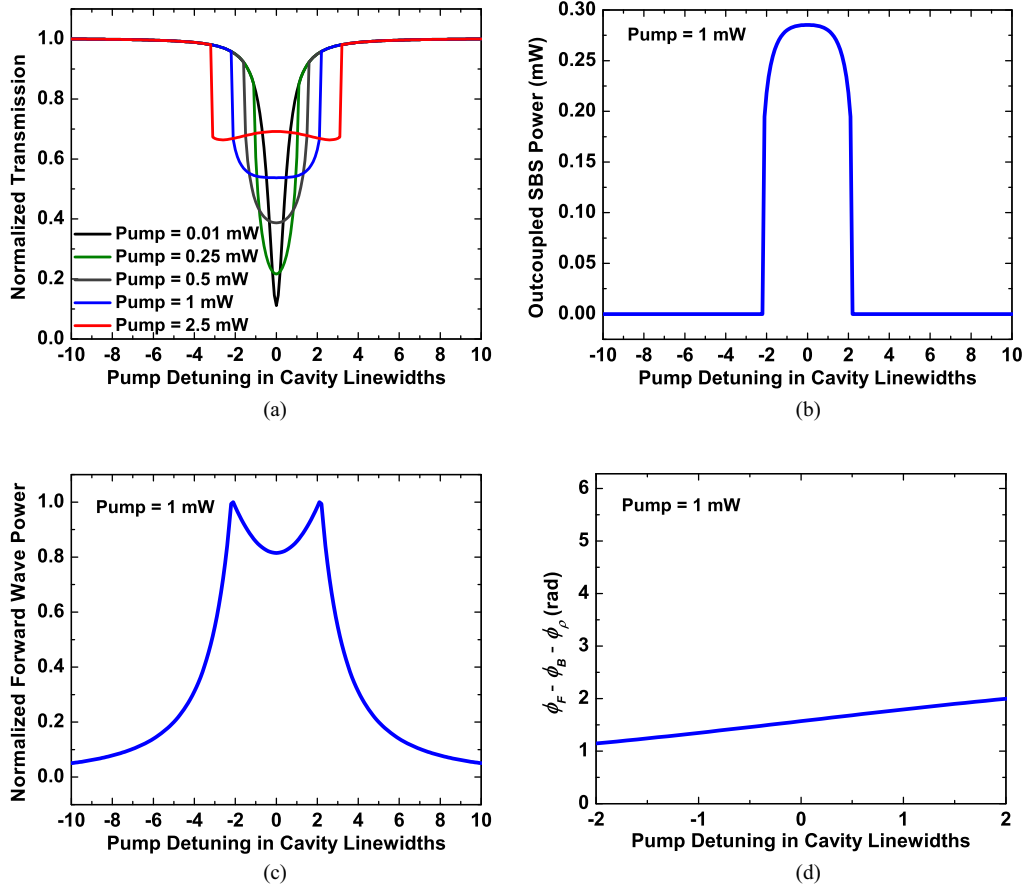 1.0
0.8
0.6
0.4
0.2
0.0
Normalized Transmission
Pump = 0.01 mW
Pump = 0.25 mW
Pump = 0.5 mW
Pump = 1 mW
Pump = 2.5 mW
-10 -8 -6 -4 -2 0 2 4 6 8 10
Pump Detuning in Cavity Linewidths
(a)
0.30
0.25
0.20
0.15
0.10
0.05
0.00
Outcoupled SBS Power (mW)
Pump = 1 mW
-10 -8 -6 -4 -2 0 2 4 6 8 10
Pump Detuning in Cavity Linewidths
(b)
1.0
0.8
0.6
0.4
0.2
0.0
Normalized Forward Wave Power
Pump = 1 mW
-10 -8 -6 -4 -2 0 2 4 6 8 10
Pump Detuning in Cavity Linewidths
(c)
6
5
4
3
2
1
0
ϕF - ϕB - ϕρ (rad)
Pump = 1 mW
-2 -1 0 1 2
Pump Detuning in Cavity Linewidths
(d)